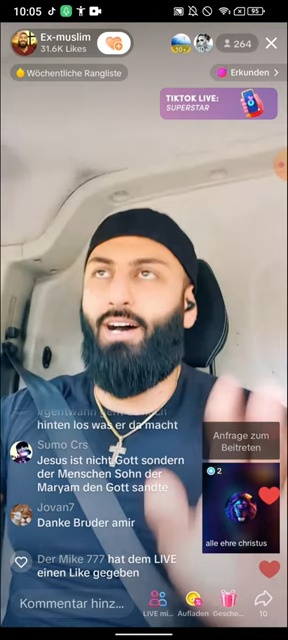 10:05
95
Ex-muslim
31.6K Likes
264
Wöchentliche Rangliste
Erkunden >
TIKTOK LIVE:
SUPERSTAR
hinten los was er da macht
Sumo Crs
Jesus ist nicht Gott sondern
der Menschen Sohn der
Maryam den Gott sandte
Jovan7
Danke Bruder amir
Der Mike 777 hat dem LIVE
einen Like gegeben
Anfrage zum
Beitreten
2
alle ehre christus
Kommentar hinz...
LIVE mi...
Aufladen
Gesche...
10